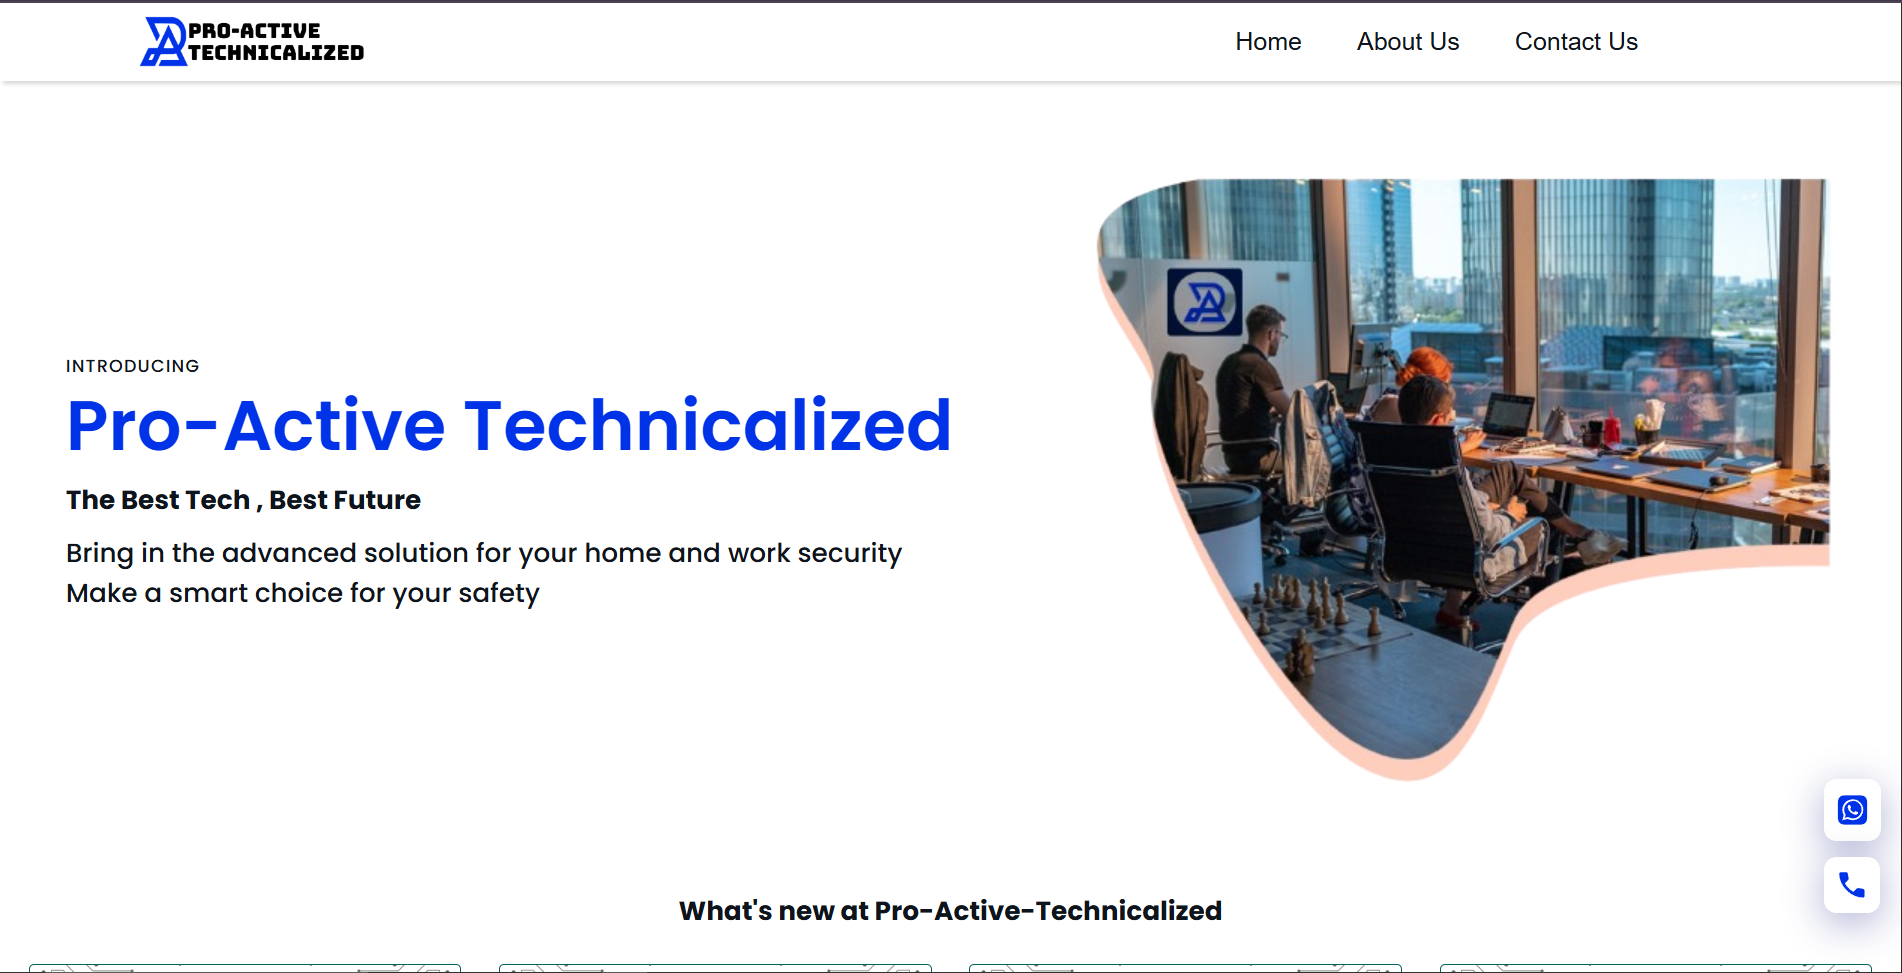 PRO-ACTIVE
TECHNICALIZED
Home
About Us
Contact Us
INTRODUCING
Pro-Active Technicalized
The Best Tech , Best Future
Bring in the advanced solution for your home and work security
Make a smart choice for your safety
What's new at Pro-Active-Technicalized